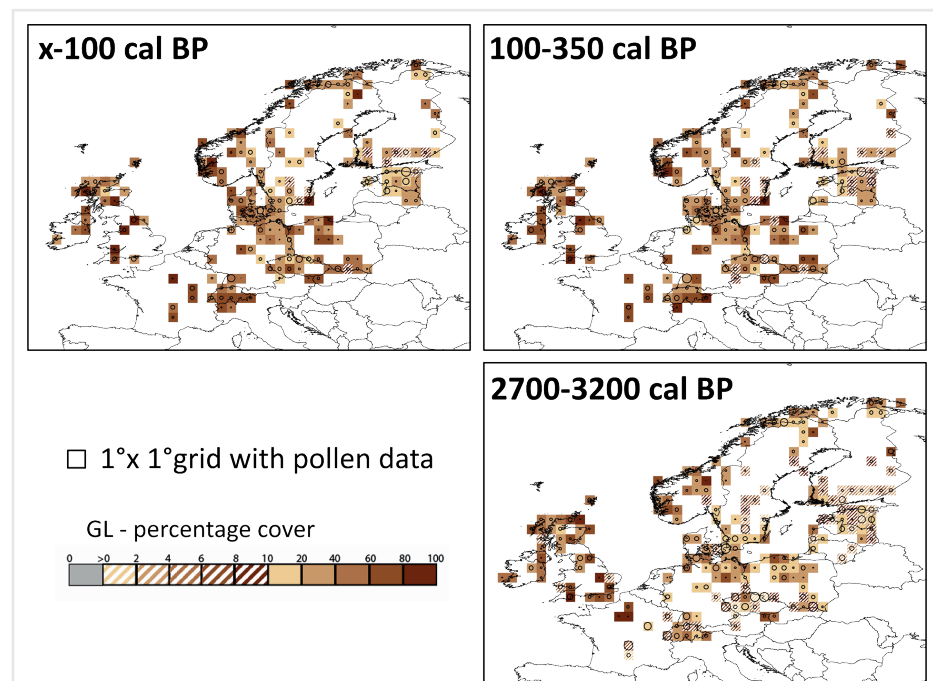 x-100 cal BP
100-350 cal BP
2700-3200 cal BP
1°x 1°grid with pollen data
GL - percentage cover
0 >0 2 4 6 8 10 20 40 60 80 100